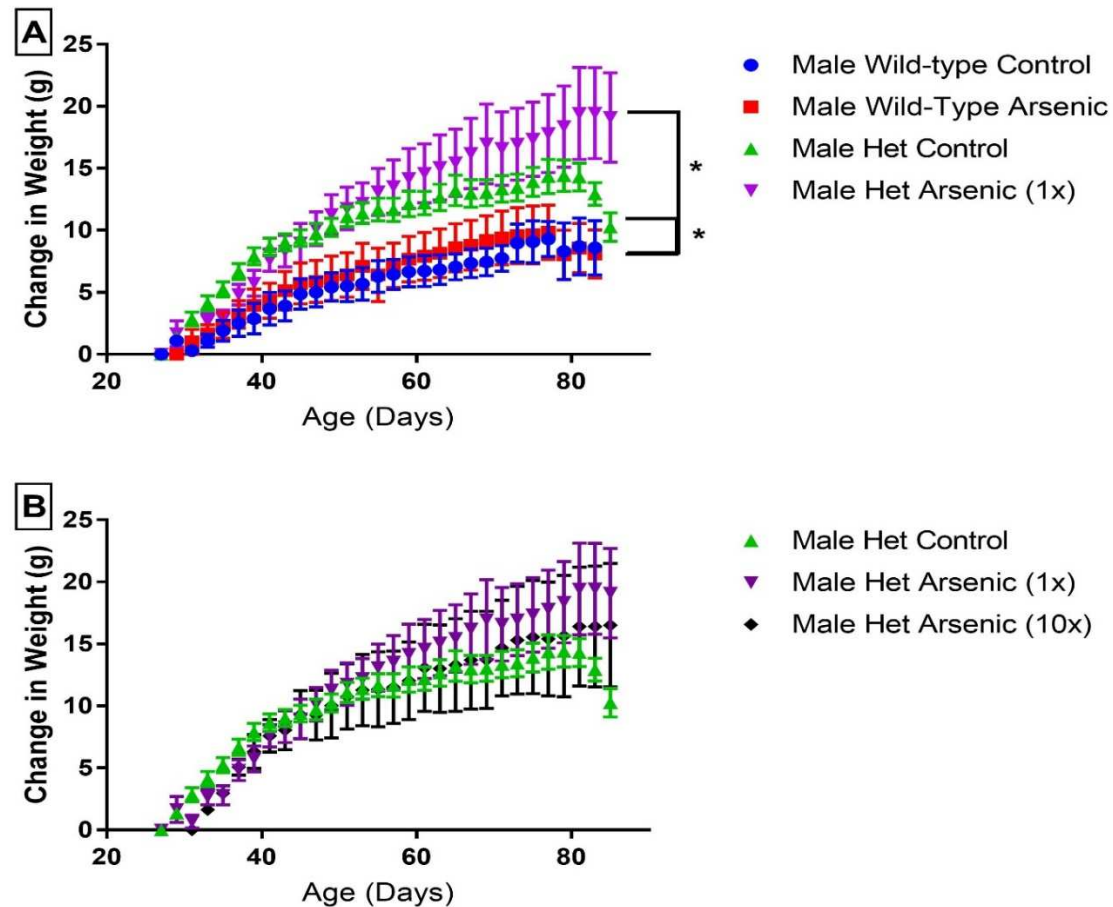 A
Change in Weight (g)
25
20
15
10
5
0
20
40
60
80
Age (Days)
Male Wild-type Control
Male Wild-Type Arsenic
Male Het Control
Male Het Arsenic (1x)
*
*
B
Change in Weight (g)
25
20
15
10
5
0
20
40
60
80
Age (Days)
Male Het Control
Male Het Arsenic (1x)
Male Het Arsenic (10x)